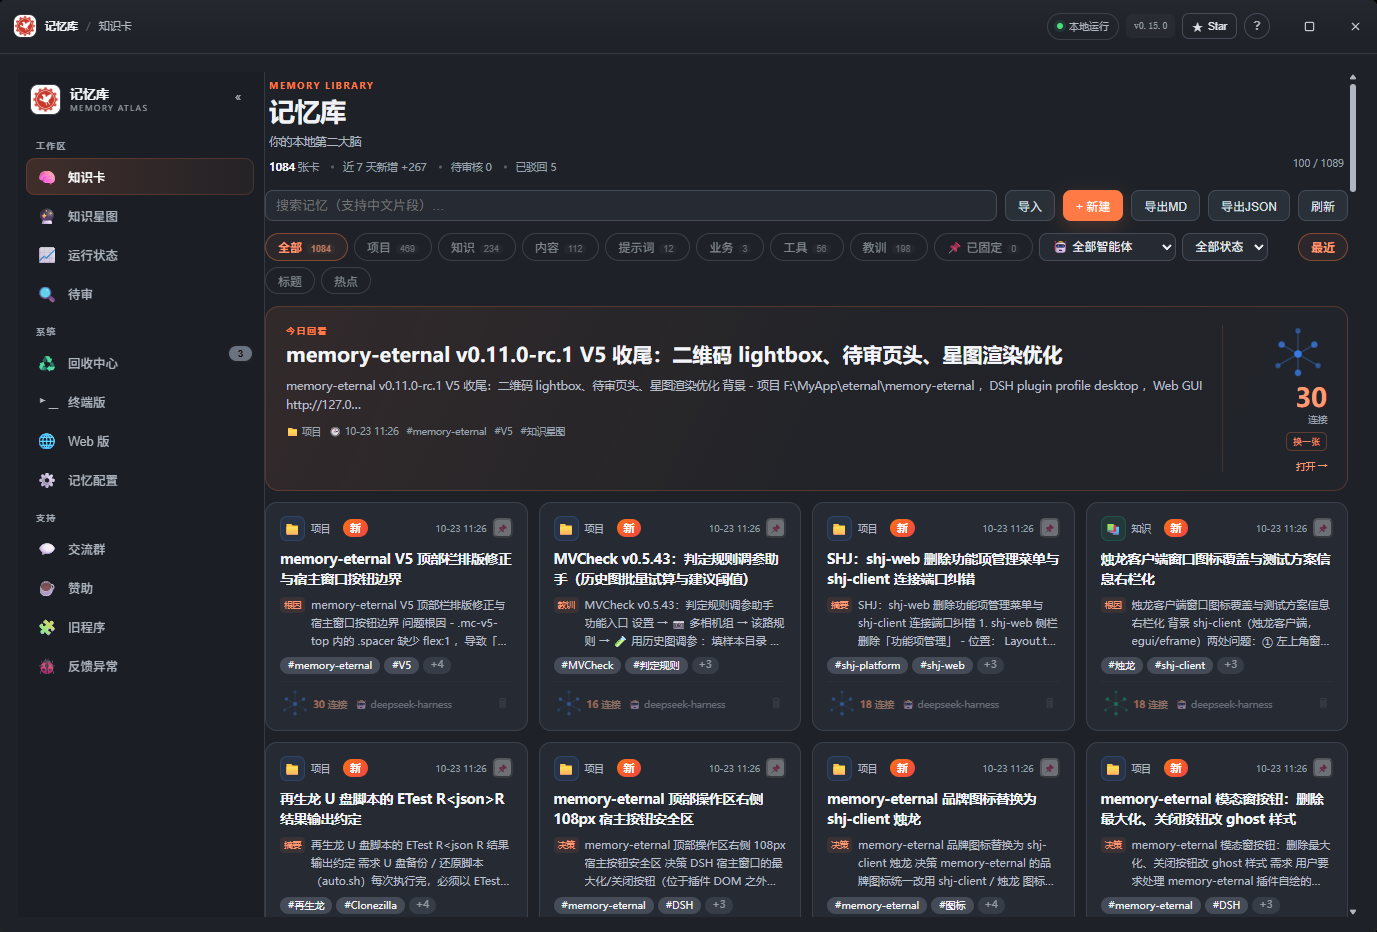 记忆库 / 知识卡
本地运行
v0.15.0
★ Star
?
记忆库
MEMORY ATLAS
«
工作区
知识卡
知识星图
运行状态
待审
系统
回收中心
3
终端版
Web 版
记忆配置
支持
交流群
赞助
旧程序
反馈异常
MEMORY LIBRARY
记忆库
你的本地第二大脑
1084 张卡 • 近 7 天新增 +267 • 待审核 0 • 已驳回 5
100 / 1089
搜索记忆（支持中文片段）…
导入
+ 新建
导出MD
导出JSON
刷新
全部 1084
项目 469
知识 234
内容 112
提示词 12
业务 3
工具 56
教训 198
已固定 0
全部智能体
全部状态
最近
标题
热点
今日回看
memory-eternal v0.11.0-rc.1 V5 收尾：二维码 lightbox、待审页头、星图渲染优化
memory-eternal v0.11.0-rc.1 V5 收尾：二维码 lightbox、待审页头、星图渲染优化 背景 - 项目 F:\MyApp\eternal\memory-eternal ，DSH plugin profile desktop ，Web GUI
http://127.0...
项目 10-23 11:26 #memory-eternal #V5 #知识星图
30
连接
换一张
打开→
项目 新 10-23 11:26
memory-eternal V5 顶部栏排版修正
与宿主窗口按钮边界
根因 memory-eternal V5 顶部栏排版修正与
宿主窗口按钮边界 问题根因 - .mc-v5-
top 内的 .spacer 缺少 flex:1 ，导致「...
#memory-eternal #V5 +4
30 连接 deepseek-harness
项目 新 10-23 11:26
MVCheck v0.5.43：判定规则调参助
手（历史图批量试算与建议阈值）
教训 MVCheck v0.5.43：判定规则调参助手
功能入口 设置 → 多相机组 → 该路规
则 → 用历史图调参 ：填样本目录 ...
#MVCheck #判定规则 +3
16 连接 deepseek-harness
项目 新 10-23 11:26
SHJ：shj-web 删除功能项管理菜单与
shj-client 连接端口纠错
摘要 SHJ：shj-web 删除功能项管理菜单与
shj-client 连接端口纠错 1. shj-web 侧栏
删除「功能项管理」 - 位置： Layout.t...
#shj-platform #shj-web +3
18 连接 deepseek-harness
知识 新 10-23 11:26
烛龙客户端窗口图标覆盖与测试方案信
息右栏化
根因 烛龙客户端窗口图标覆盖与测试方案信息
右栏化 背景 shj-client（烛龙客户端，
egui/eframe）两处问题：① 左上角窗...
#烛龙 #shj-client +3
18 连接 deepseek-harness
项目 新 10-23 11:26
再生龙 U 盘脚本的 ETest R<json>R
结果输出约定
摘要 再生龙 U 盘脚本的 ETest R<json R 结果
输出约定 需求 U 盘备份 / 还原脚本
（auto.sh）每次执行完，必须以 ETest...
#再生龙 #Clonezilla +4
项目 新 10-23 11:26
memory-eternal 顶部操作区右侧
108px 宿主按钮安全区
决策 memory-eternal 顶部操作区右侧 108px
宿主按钮安全区 决策 DSH 宿主窗口的最
大化/关闭按钮（位于插件 DOM 之外...
#memory-eternal #DSH +3
项目 新 10-23 11:26
memory-eternal 品牌图标替换为
shj-client 烛龙
决策 memory-eternal 品牌图标替换为 shj-
client 烛龙 决策 memory-eternal 的品
牌图标统一改用 shj-client / 烛龙 图标...
#memory-eternal #图标 +4
项目 新 10-23 11:26
memory-eternal 模态窗按钮：删除
最大化、关闭按钮改 ghost 样式
决策 memory-eternal 模态窗按钮：删除最大
化、关闭按钮改 ghost 样式 需求 用户要
求处理 memory-eternal 插件自绘的...
#memory-eternal #DSH +3